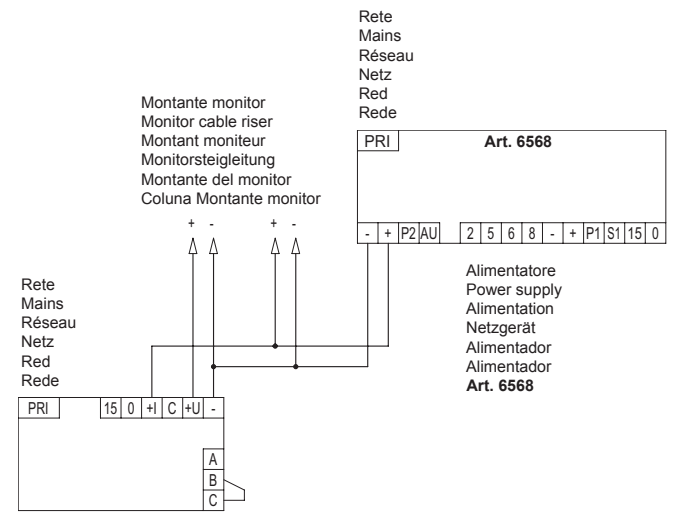 Rete
Mains
Réseau
Netz
Red
Rede
PRI Art. 6568
- + P2 AU 2 5 6 8 - + P1 S1 15 0
Alimentatore
Power supply
Alimentation
Netzgerät
Alimentador
Alimentador
Art. 6568
Montante monitor
Monitor cable riser
Montant moniteur
Monitorsteigleitung
Montante del monitor
Coluna Montante monitor
+ - + -
Rete
Mains
Réseau
Netz
Red
Rede
PRI 15 0 +I C +U -
A
B
C